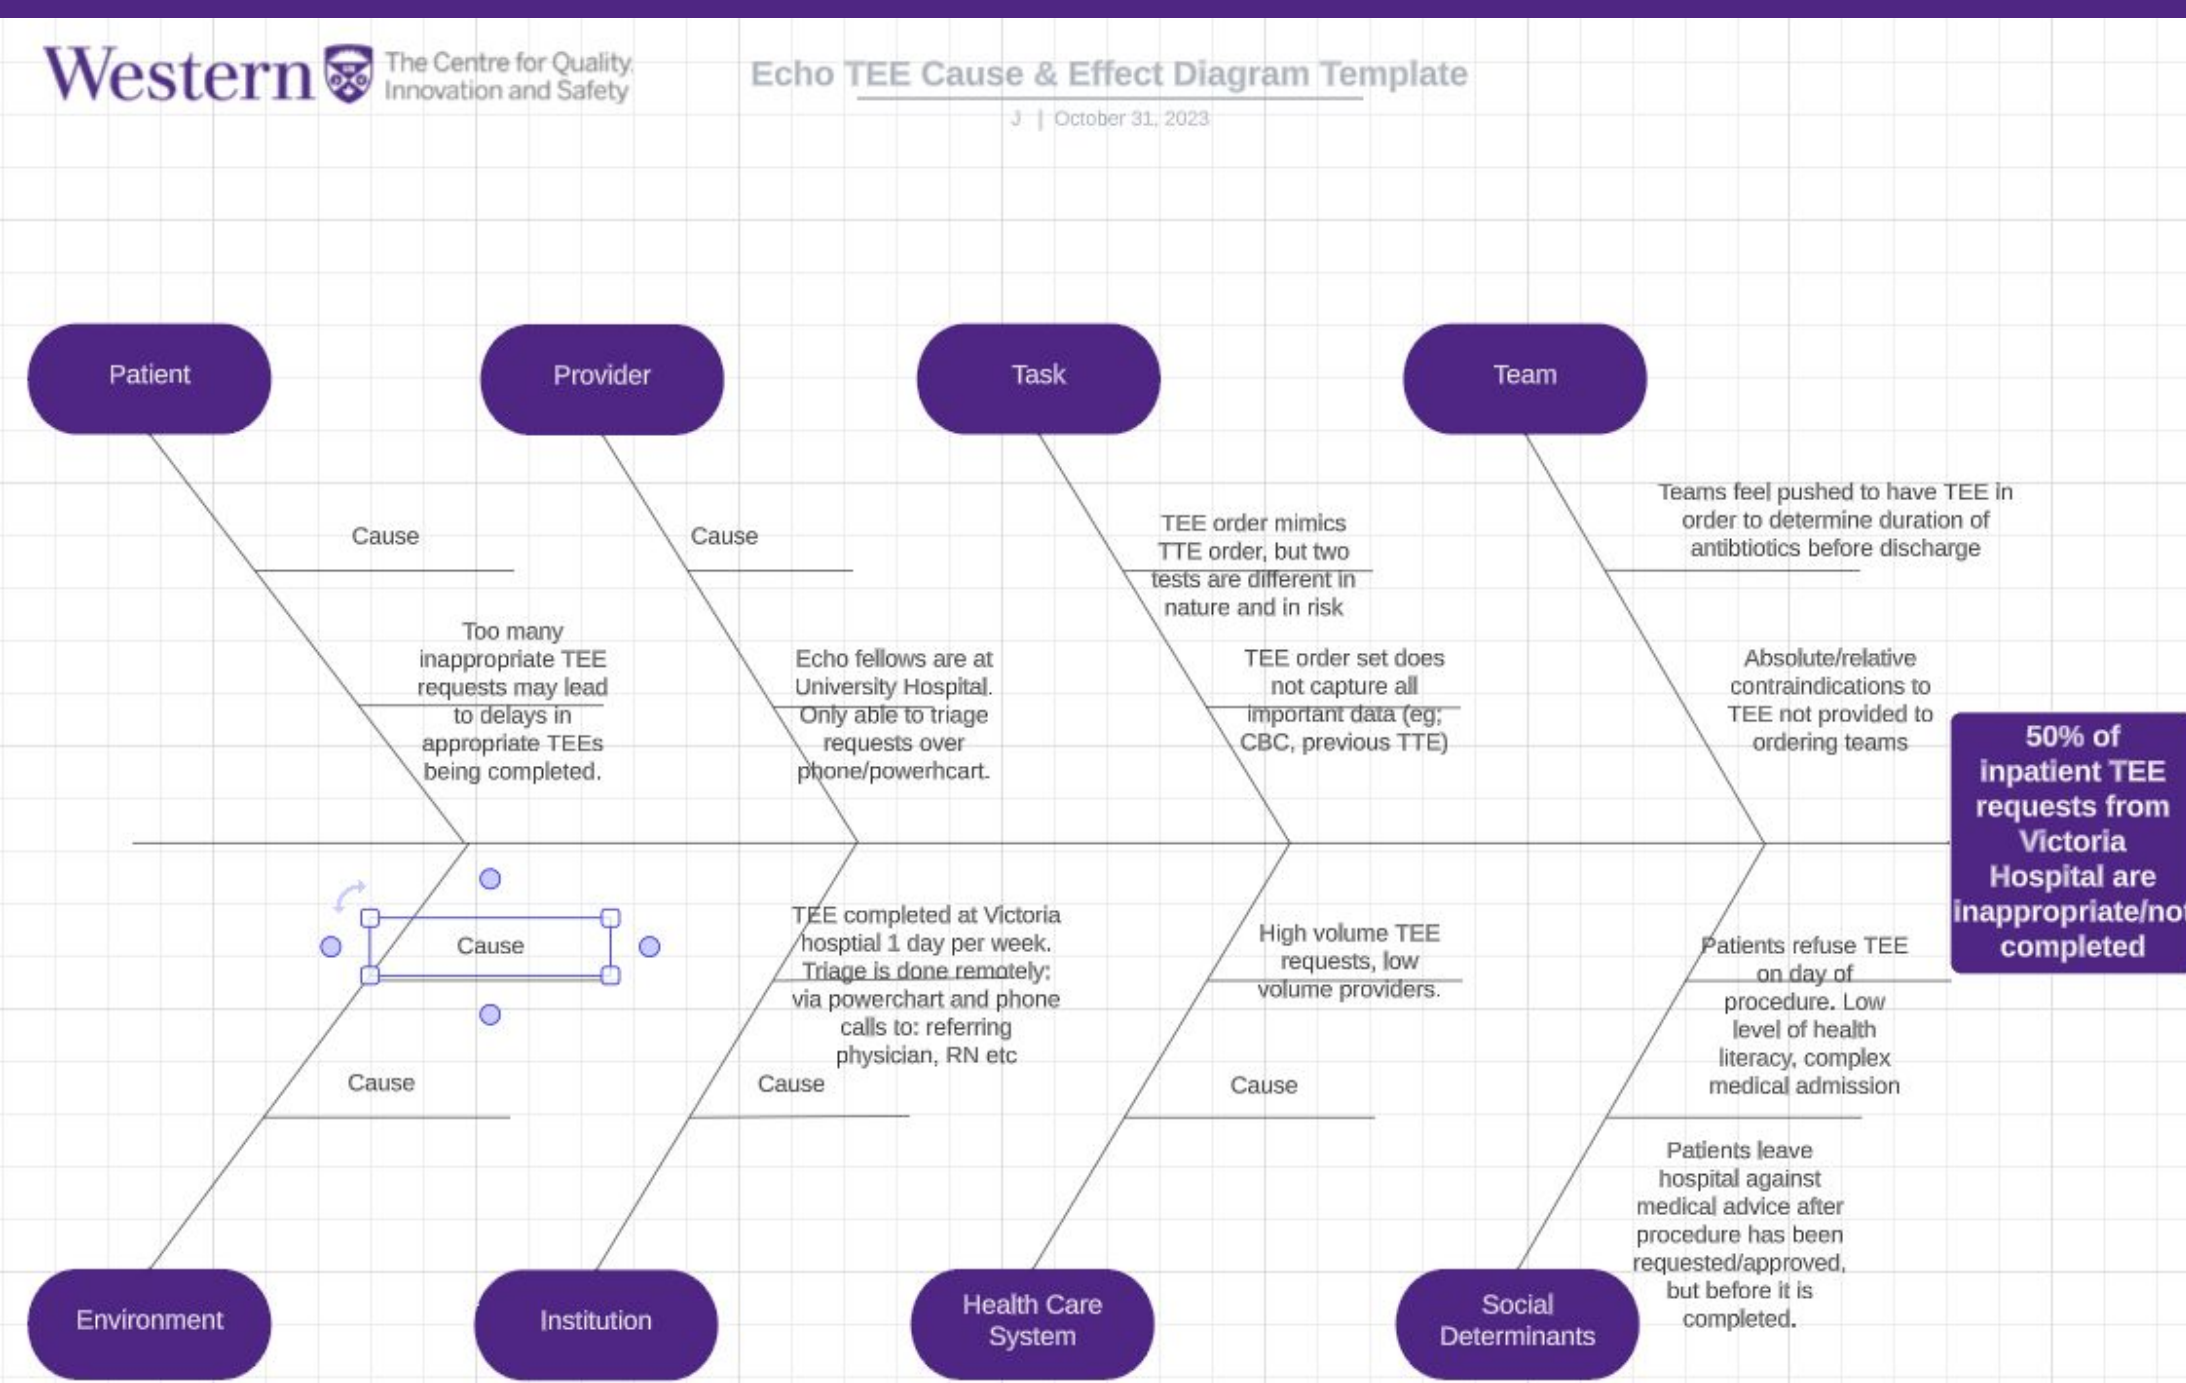 Western
The Centre for Quality,
Innovation and Safety
Echo TEE Cause & Effect Diagram Template
J | October 31, 2023
Patient
Provider
Task
Team
Cause
Too many
inappropriate TEE
requests may lead
to delays in
appropriate TEEs
being completed.
Cause
Echo fellows are at
University Hospital.
Only able to triage
requests over
phone/powerhcart.
TEE order mimics
TTE order, but two
tests are different in
nature and in risk
TEE order set does
not capture all
important data (eg;
CBC, previous TTE)
Teams feel pushed to have TEE in
order to determine duration of
antibtiotics before discharge
Absolute/relative
contraindications to
TEE not provided to
ordering teams
50% of
inpatient TEE
requests from
Victoria
Hospital are
inappropriate/not
completed
Cause
Cause
TEE completed at Victoria
hosptial 1 day per week.
Triage is done remotely:
via powerchart and phone
calls to: referring
physician, RN etc
Cause
High volume TEE
requests, low
volume providers.
Cause
Patients refuse TEE
on day of
procedure. Low
level of health
literacy, complex
medical admission
Patients leave
hospital against
medical advice after
procedure has been
requested/approved,
but before it is
completed.
Environment
Institution
Health Care
System
Social
Determinants